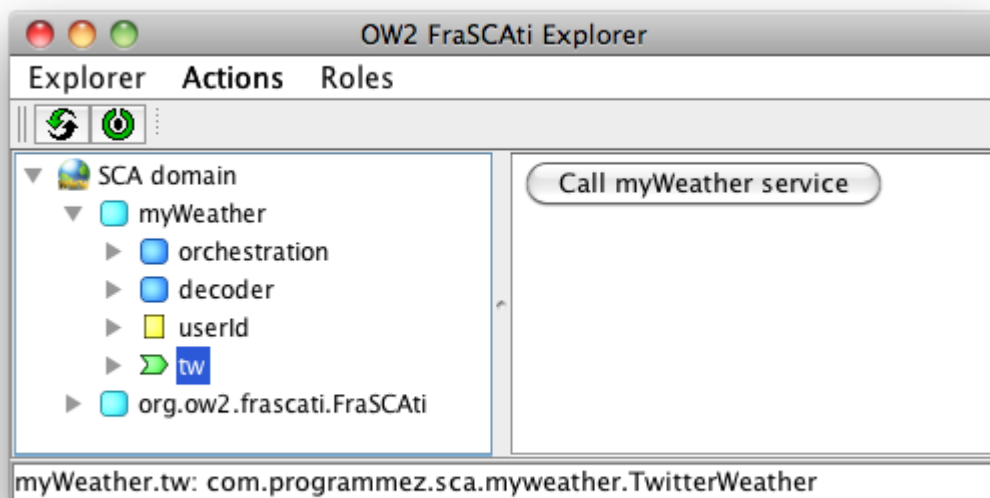 OW2 FraSCAti Explorer
Explorer Actions Roles
SCA domain
Call myWeather service
myWeather
orchestration
decoder
userId
tw
org.ow2.frascati.FraSCAti
myWeather.tw: com.programmez.sca.myweather.TwitterWeather